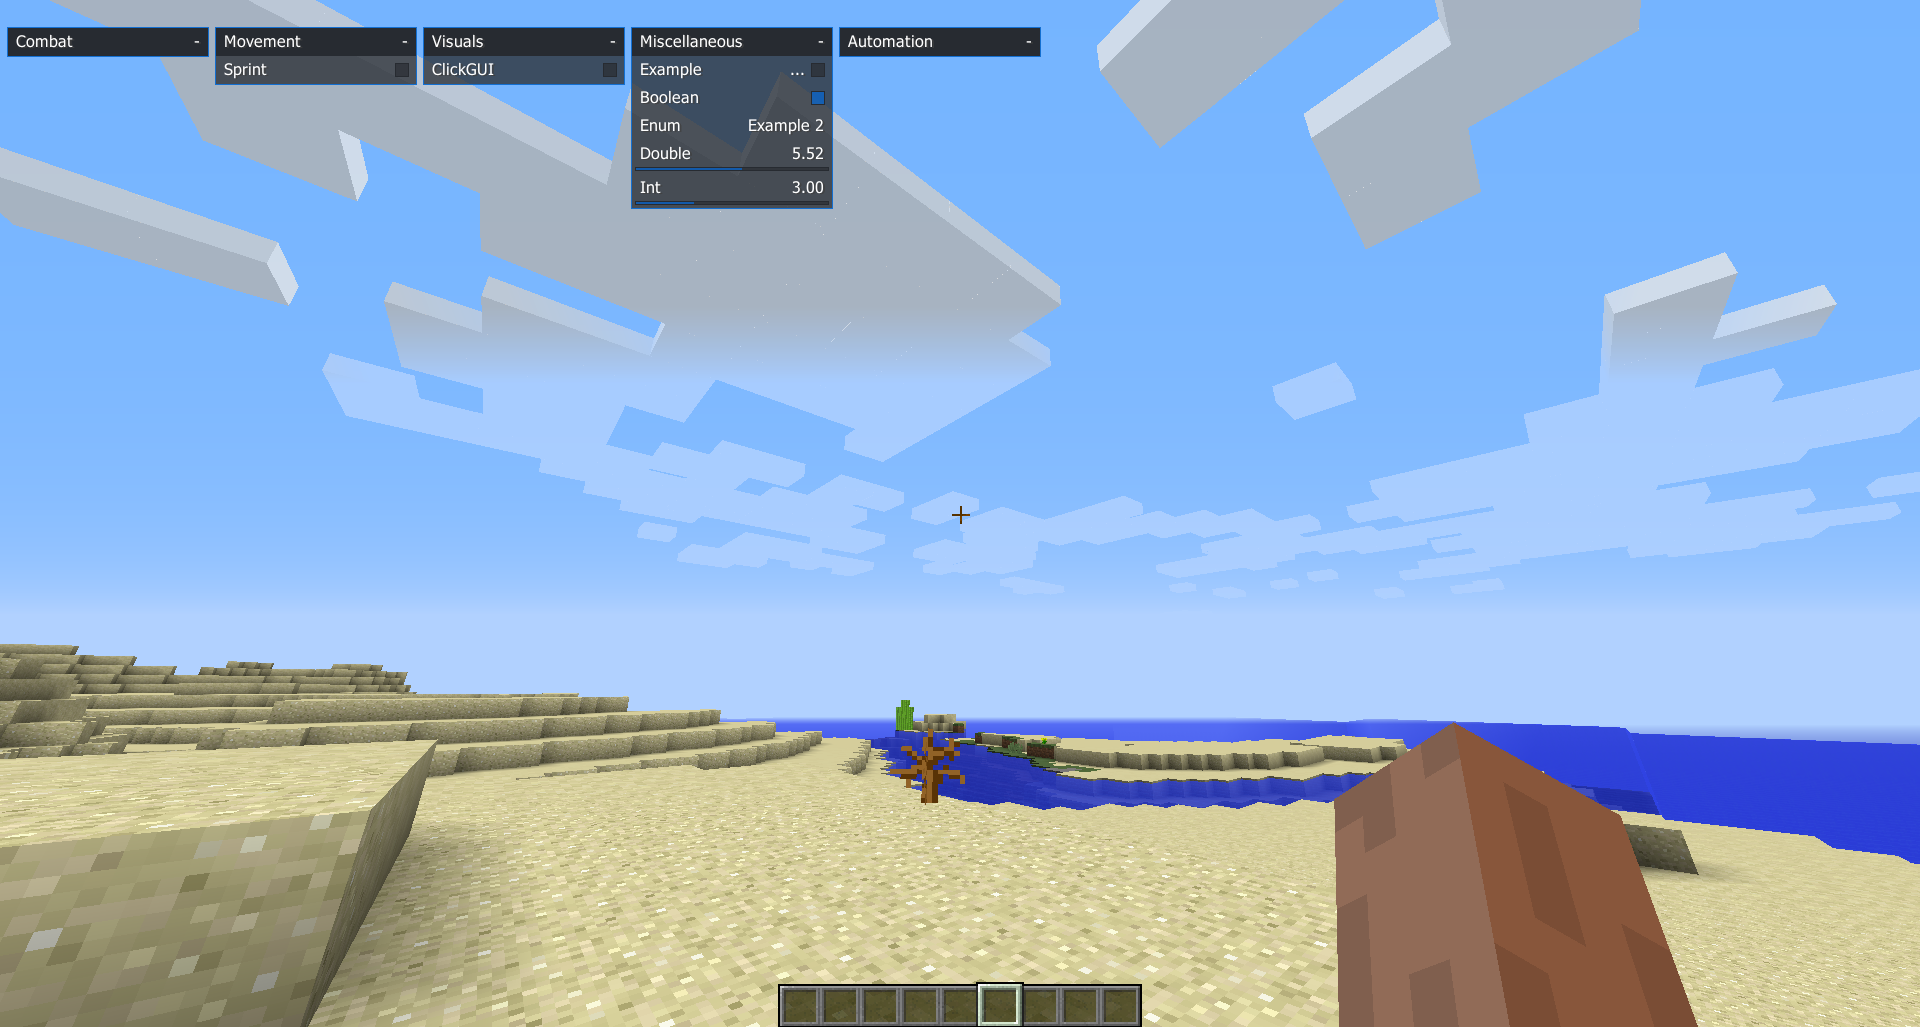 Combat -
Movement -
Sprint
Visuals -
ClickGUI
Miscellaneous -
Example ...
Boolean
Enum Example 2
Double 5.52
Int 3.00
Automation -